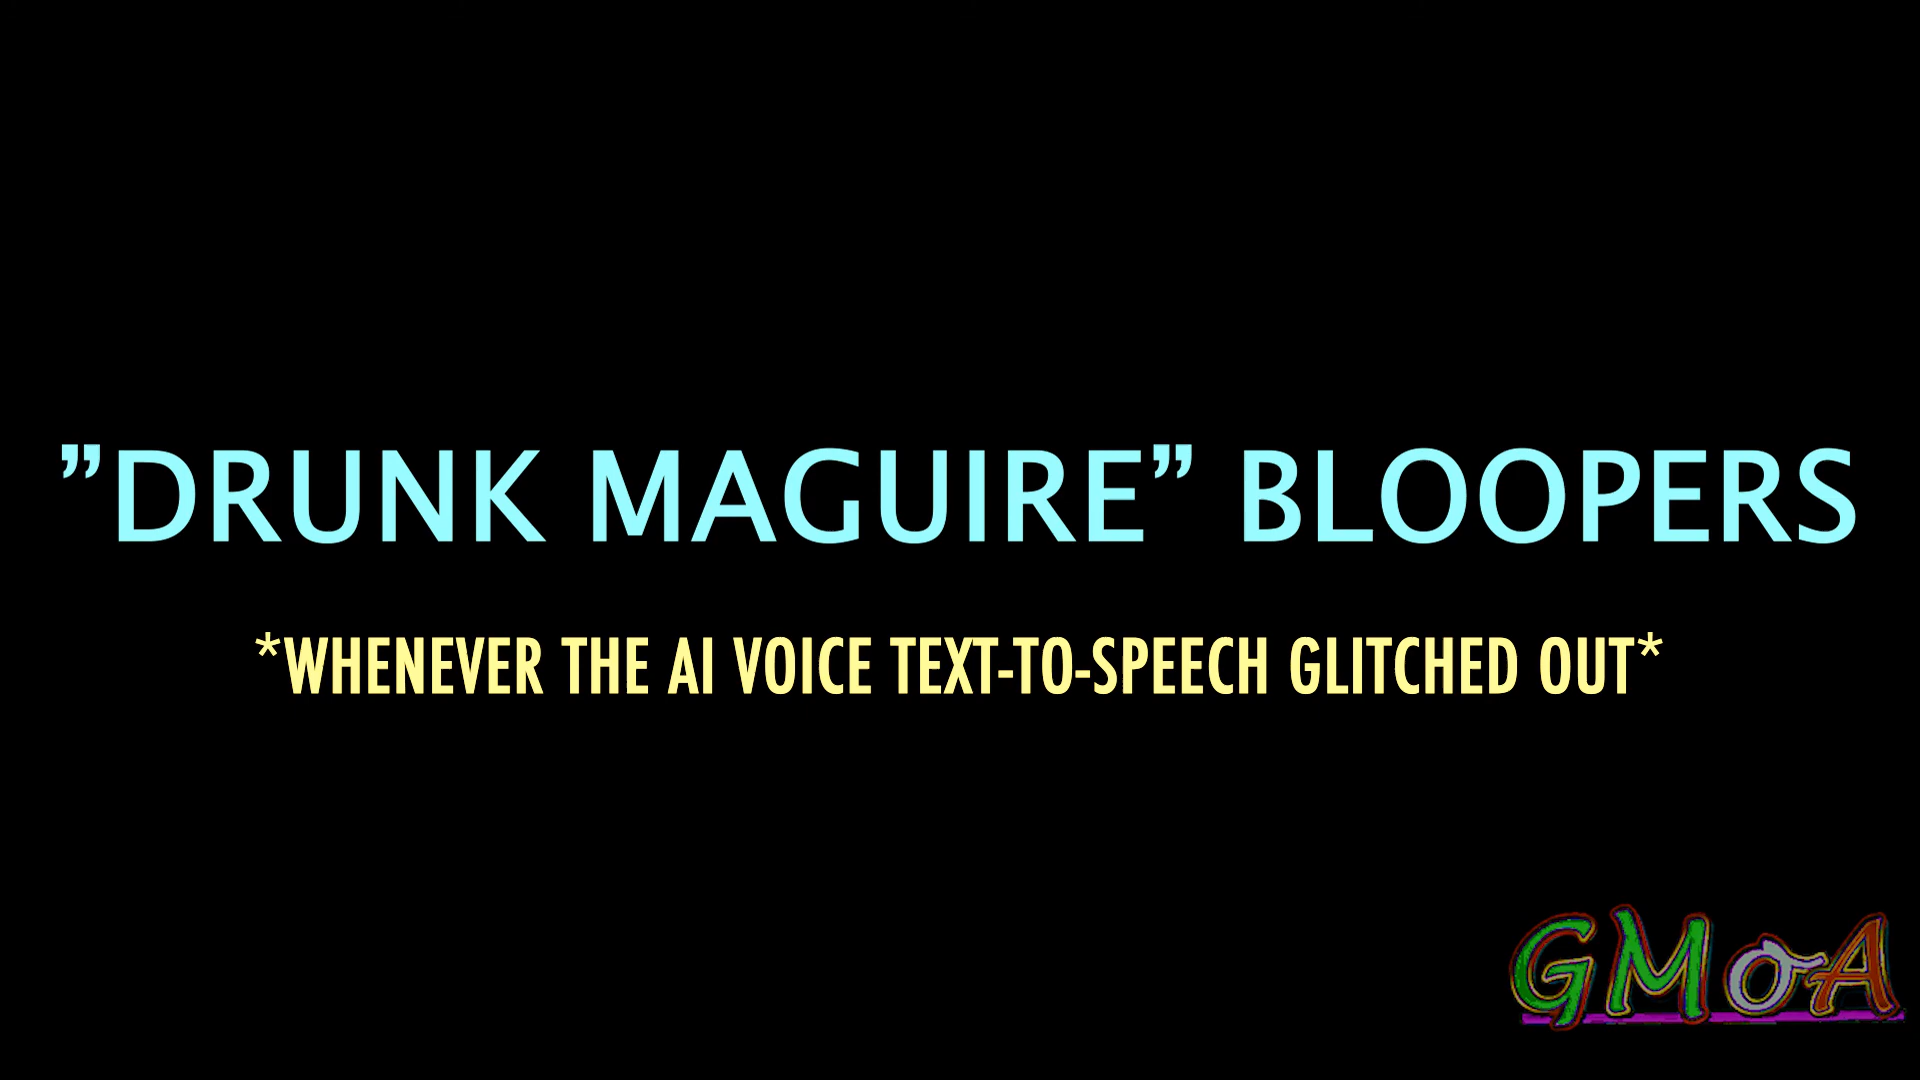 ”DRUNK MAGUIRE” BLOOPERS
*WHENEVER THE AI VOICE TEXT-TO-SPEECH GLITCHED OUT*
GMoA